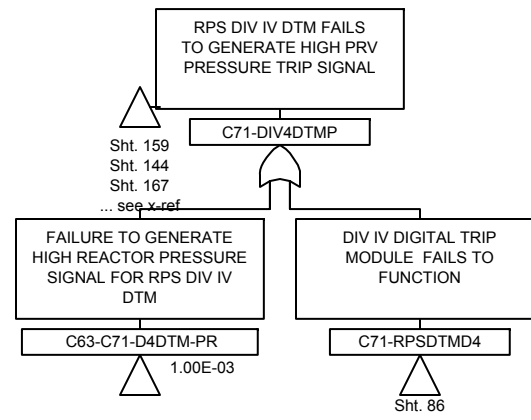 RPS DIV IV DTM FAILS
TO GENERATE HIGH PRV
PRESSURE TRIP SIGNAL
C71-DIV4DTMP
Sht. 159
Sht. 144
Sht. 167
... see x-ref
FAILURE TO GENERATE
HIGH REACTOR PRESSURE
SIGNAL FOR RPS DIV IV
DTM
C63-C71-D4DTM-PR
1.00E-03
DIV IV DIGITAL TRIP
MODULE FAILS TO
FUNCTION
C71-RPSDTMD4
Sht. 86